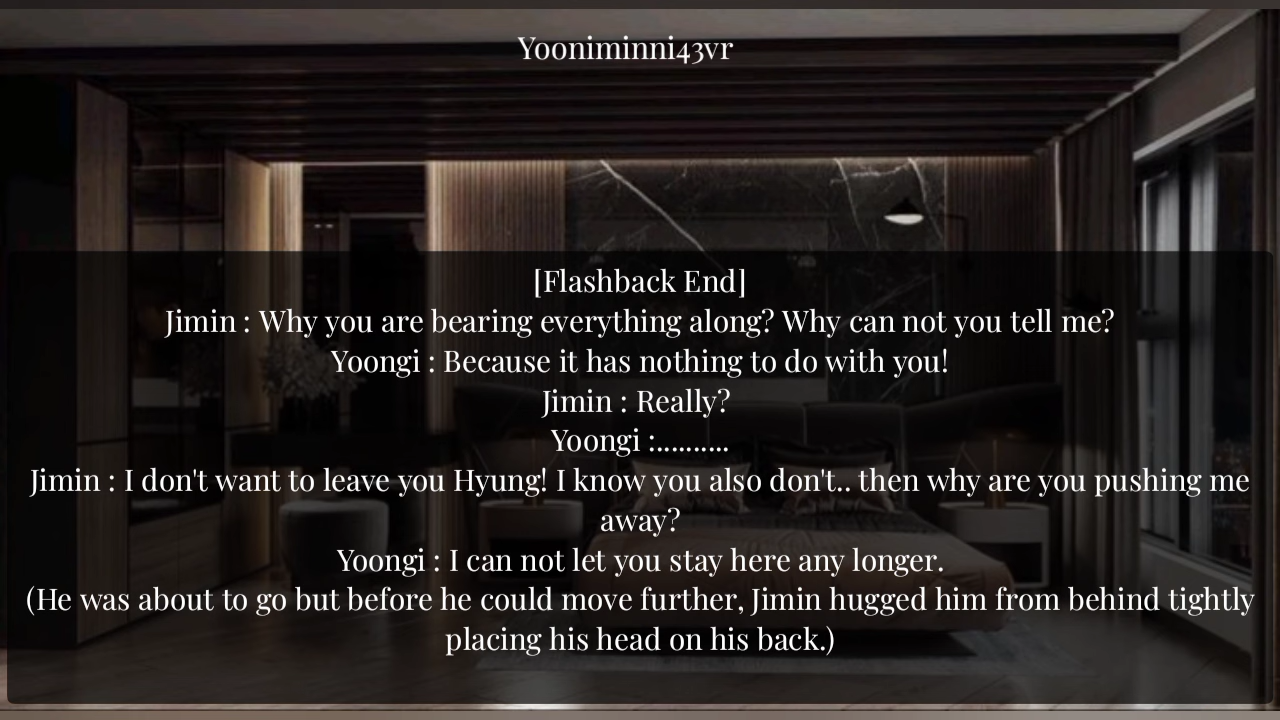 Yooniminni43vr
[Flashback End]
Jimin : Why you are bearing everything along? Why can not you tell me?
Yoongi : Because it has nothing to do with you!
Jimin : Really?
Yoongi :..........
Jimin : I don't want to leave you Hyung! I know you also don't.. then why are you pushing me
away?
Yoongi : I can not let you stay here any longer.
(He was about to go but before he could move further, Jimin hugged him from behind tightly
placing his head on his back.)